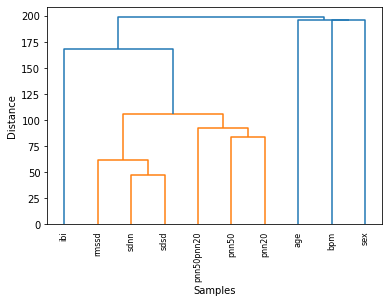 200
175
150
125
100
75
50
25
0
Distance
ibi
rmssd
sdnn
sdsd
pnn50pnn20
pnn50
pnn20
age
bpm
sex
Samples